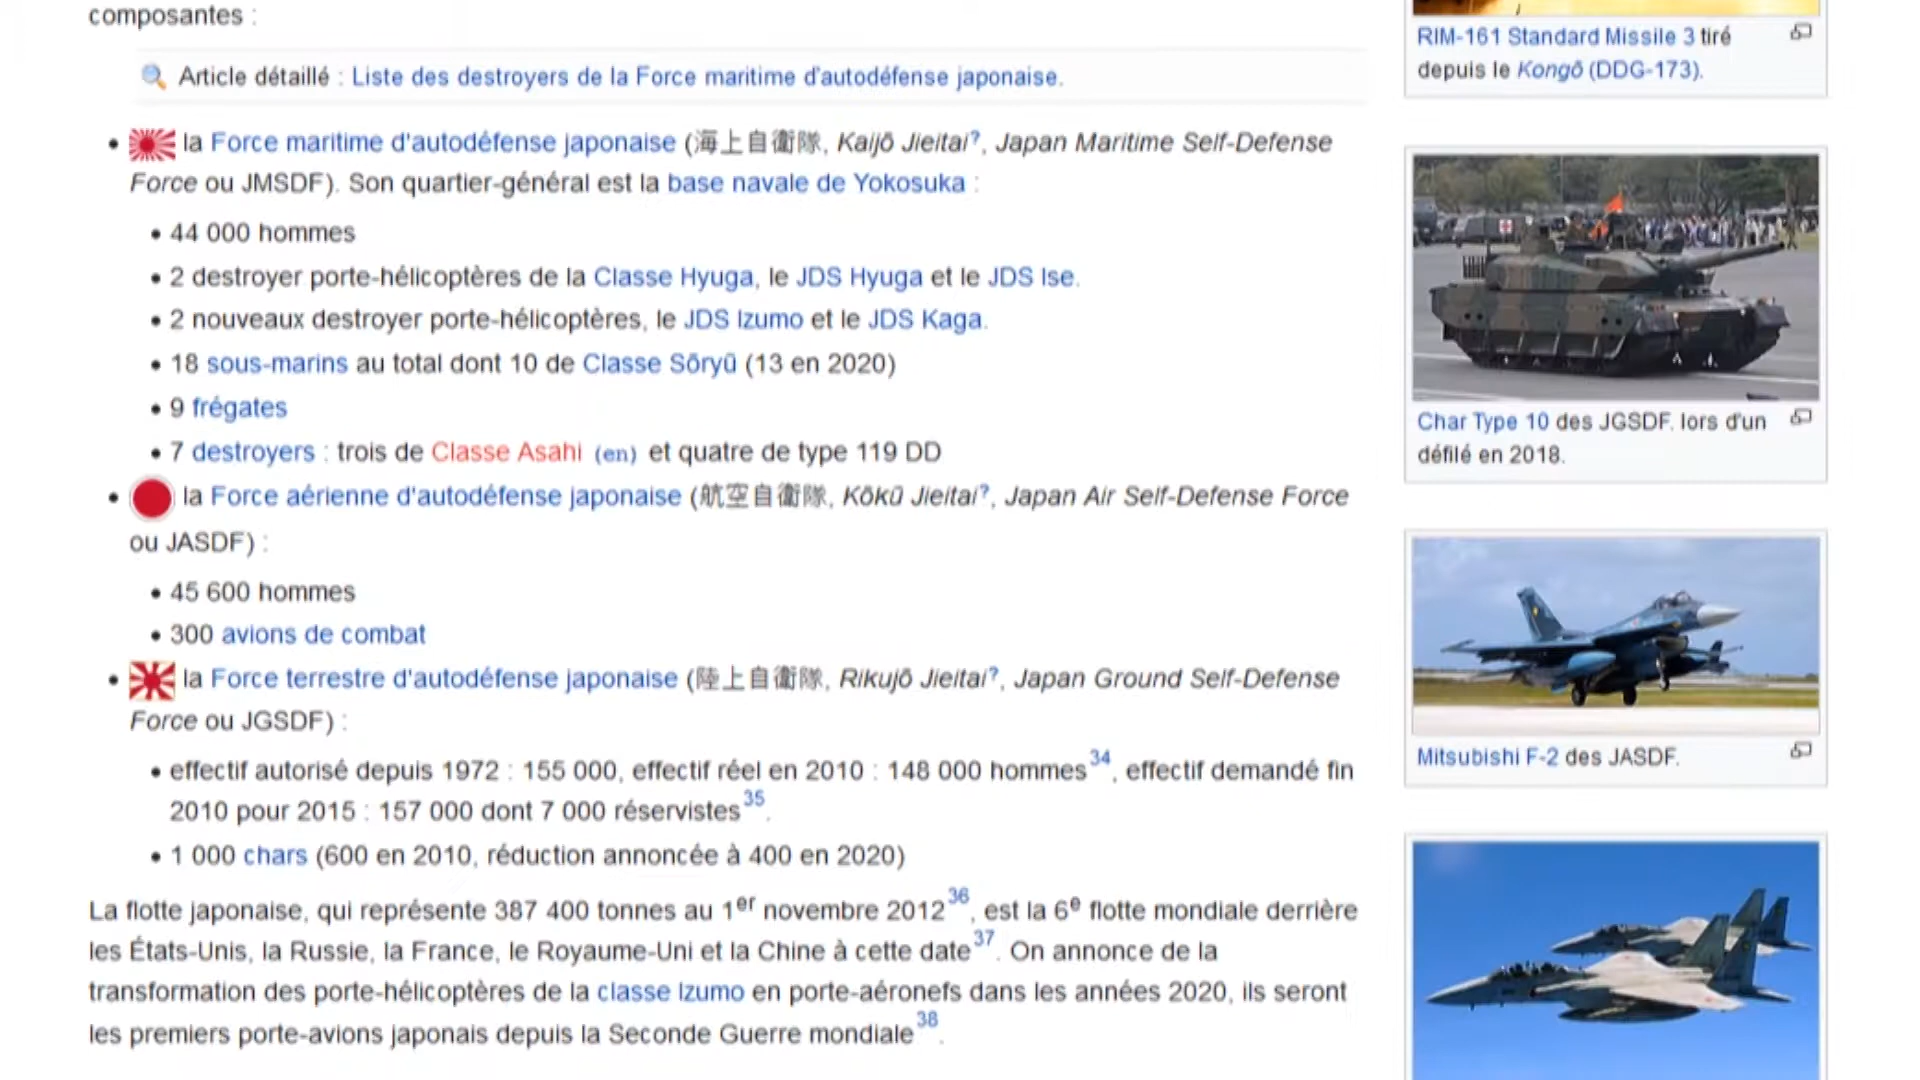 composantes :
Article détaillé : Liste des destroyers de la Force maritime d'autodéfense japonaise.
la Force maritime d'autodéfense japonaise (海上自衛隊, Kaijō Jieitai?, Japan Maritime Self-Defense
Force ou JMSDF). Son quartier-général est la base navale de Yokosuka :
44 000 hommes
2 destroyer porte-hélicoptères de la Classe Hyuga, le JDS Hyuga et le JDS Ise.
2 nouveaux destroyer porte-hélicoptères, le JDS Izumo et le JDS Kaga.
18 sous-marins au total dont 10 de Classe Sōryū (13 en 2020)
9 frégates
7 destroyers : trois de Classe Asahi (en) et quatre de type 119 DD
la Force aérienne d'autodéfense japonaise (航空自衛隊, Kōkū Jieitai?, Japan Air Self-Defense Force
ou JASDF) :
45 600 hommes
300 avions de combat
la Force terrestre d'autodéfense japonaise (陸上自衛隊, Rikujō Jieitai?, Japan Ground Self-Defense
Force ou JGSDF) :
effectif autorisé depuis 1972 : 155 000, effectif réel en 2010 : 148 000 hommes34, effectif demandé fin
2010 pour 2015 : 157 000 dont 7 000 réservistes35.
1 000 chars (600 en 2010, réduction annoncée à 400 en 2020)
La flotte japonaise, qui représente 387 400 tonnes au 1er novembre 201236, est la 6e flotte mondiale derrière
les États-Unis, la Russie, la France, le Royaume-Uni et la Chine à cette date37. On annonce de la
transformation des porte-hélicoptères de la classe Izumo en porte-aéronefs dans les années 2020, ils seront
les premiers porte-avions japonais depuis la Seconde Guerre mondiale38.
RIM-161 Standard Missile 3 tiré
depuis le Kongō (DDG-173).
Char Type 10 des JGSDF. lors d'un
défilé en 2018.
Mitsubishi F-2 des JASDF.